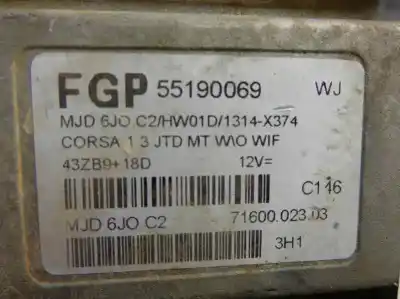 FGP 55190069 WJ
MJD 6JO C2/HW01D/1314-X374
CORSA 1 3 JTD MT W\O WIF
43ZB9+18D 12V=
C146
MJD 6JO C2 71600.023.03
3H1